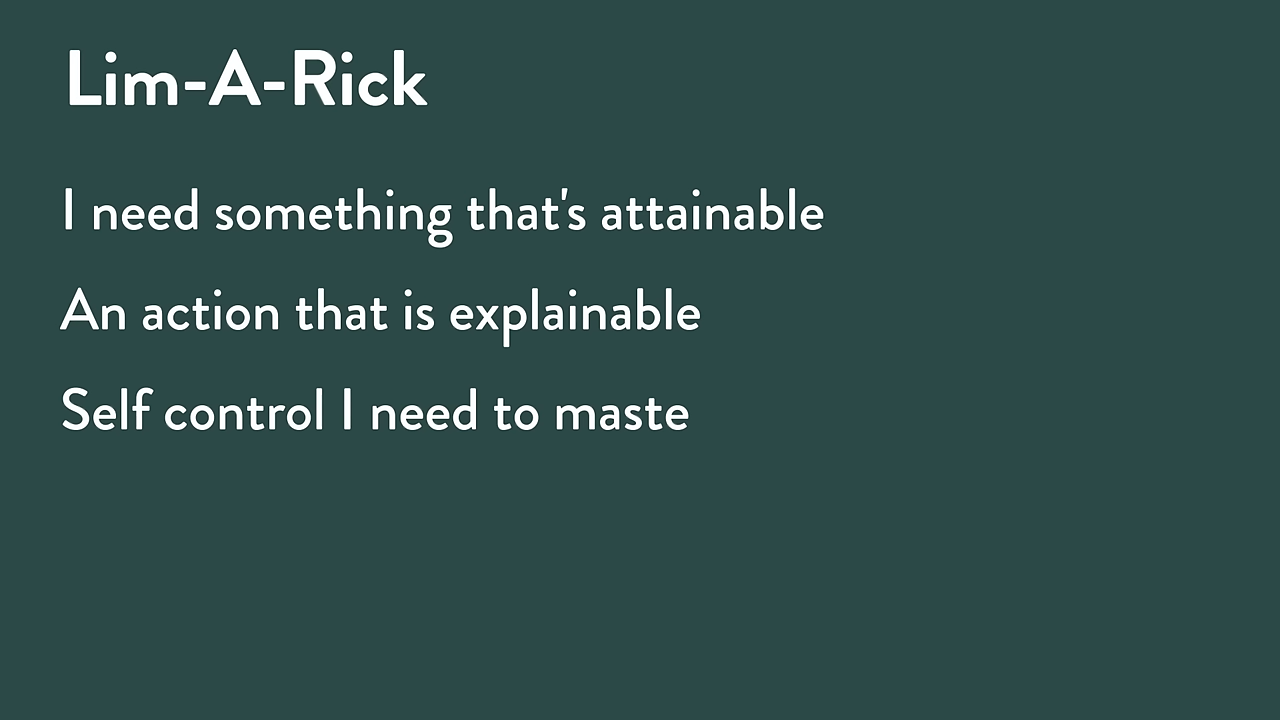 Lim-A-Rick
I need something that's attainable
An action that is explainable
Self control I need to maste